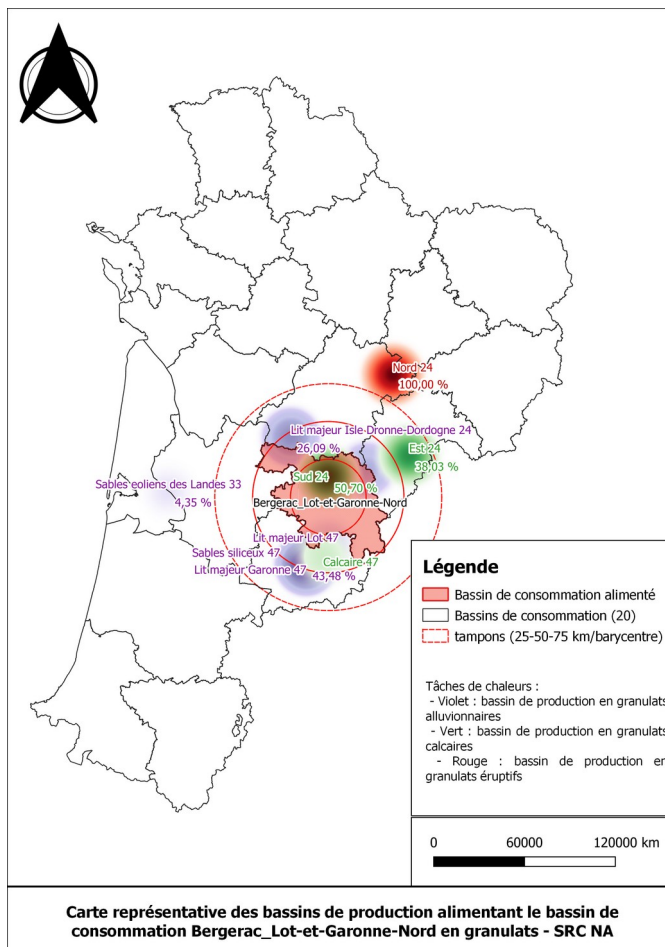 Nord 24
100,00 %
Lit majeur Isle-Dronne-Dordogne 24
26,09 %
Est 24
38,03 %
Sud 24
50,70 %
Sables eoliens des Landes 33
4,35 %
Bergerac_Lot-et-Garonne-Nord
Lit majeur Lot 47
Sables siliceux 47
Calcaire 47
Lit majeur Garonne 47
43,48 %
Légende
Bassin de consommation alimenté
Bassins de consommation (20)
tampons (25-50-75 km/barycentre)
Tâches de chaleurs :
- Violet : bassin de production en granulats
alluvionnaires
- Vert : bassin de production en granulats
calcaires
- Rouge : bassin de production en
granulats éruptifs
0 60000 120000 km
Carte représentative des bassins de production alimentant le bassin de
consommation Bergerac_Lot-et-Garonne-Nord en granulats - SRC NA